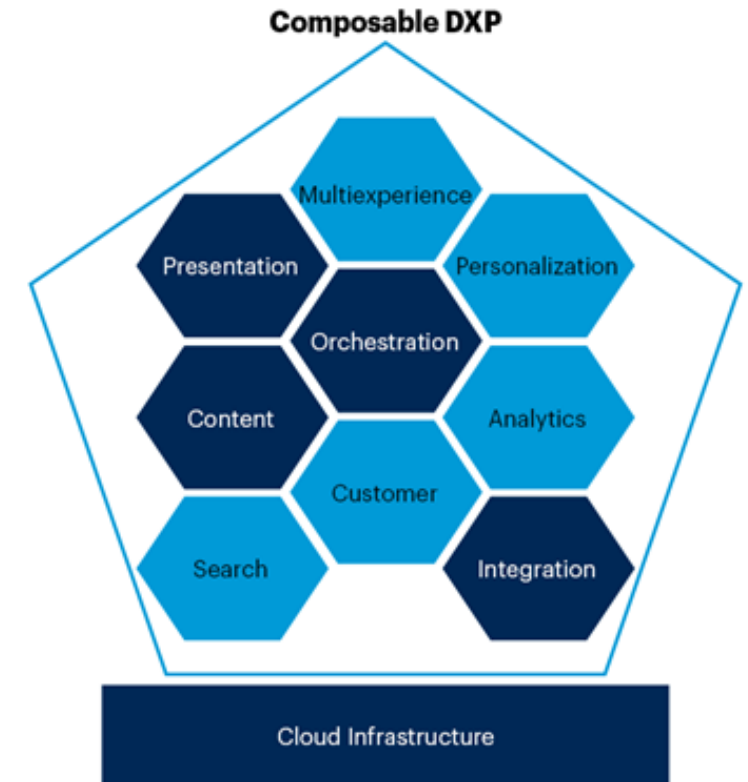 Composable DXP
Multiexperience
Presentation
Personalization
Orchestration
Content
Analytics
Customer
Search
Integration
Cloud Infrastructure